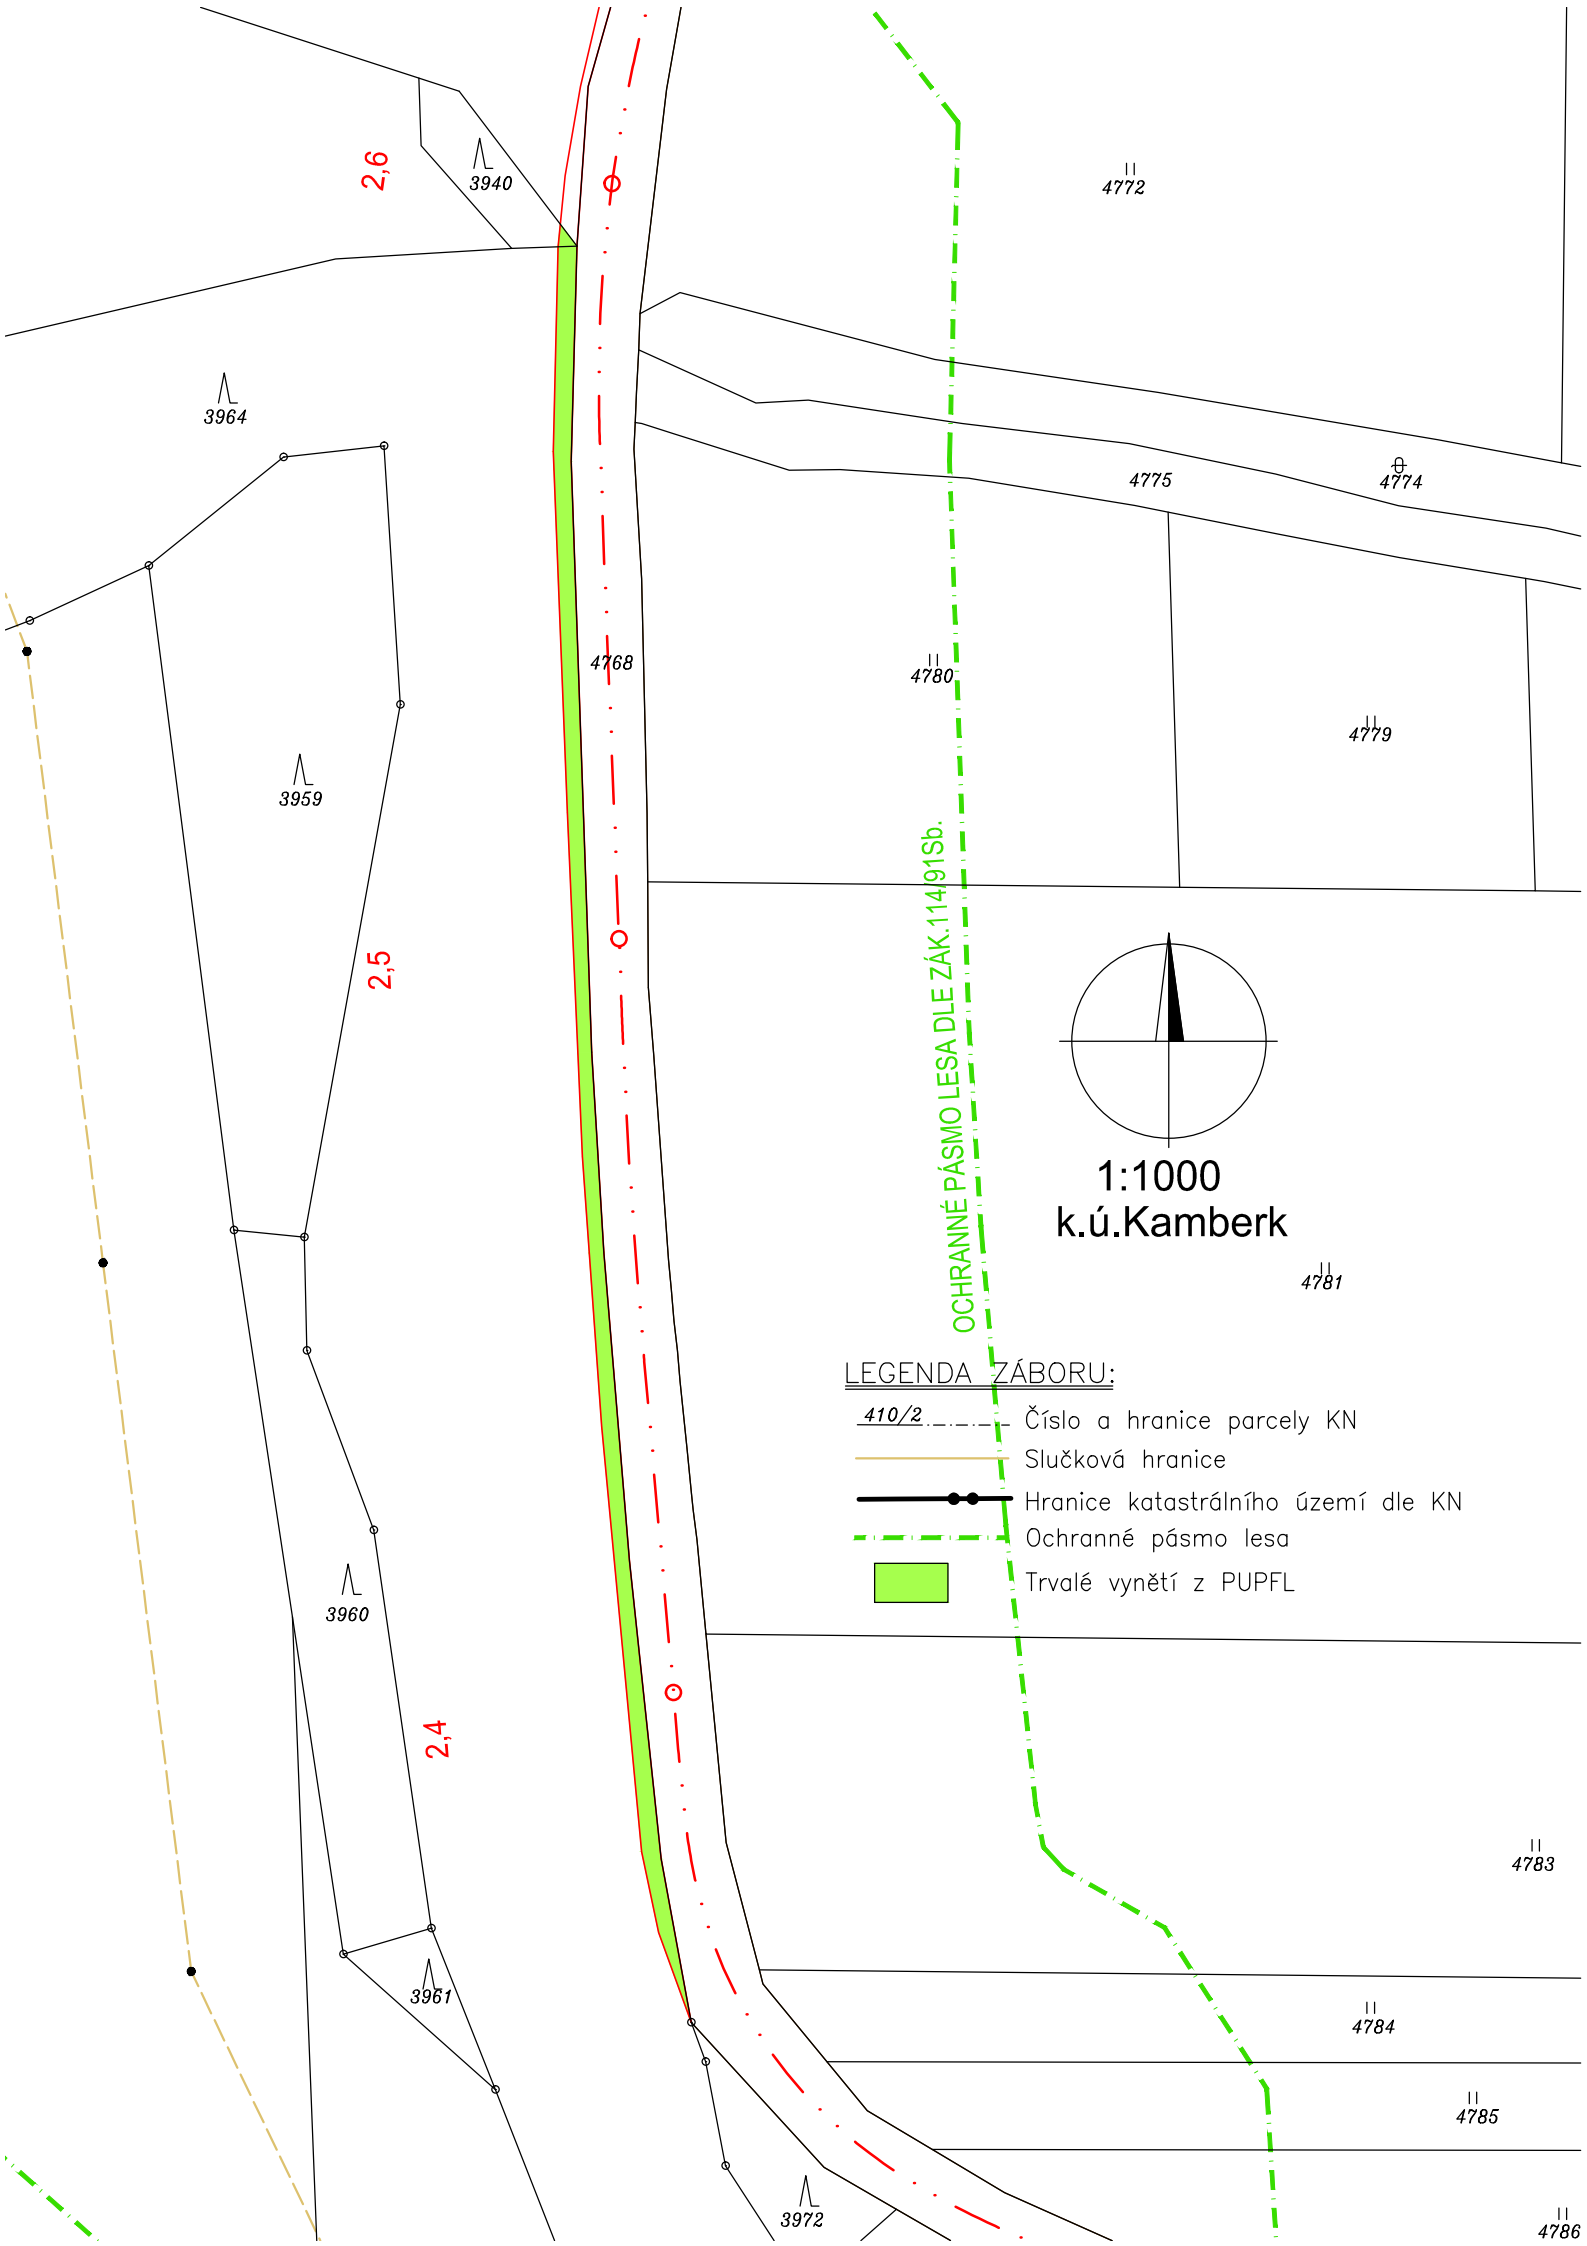 2,6
3940
4772
3964
4775
4774
4768
4780
4779
3959
OCHRANNÉ PÁSMO LESA DLE ZÁK.114/91Sb.
2,5
1:1000
k.ú.Kamberk
4781
LEGENDA ZÁBORU:
410/2 Číslo a hranice parcely KN
Slučková hranice
Hranice katastrálního území dle KN
Ochranné pásmo lesa
Trvalé vynětí z PUPFL
3960
2,4
4783
3961
4784
4785
3972
4786